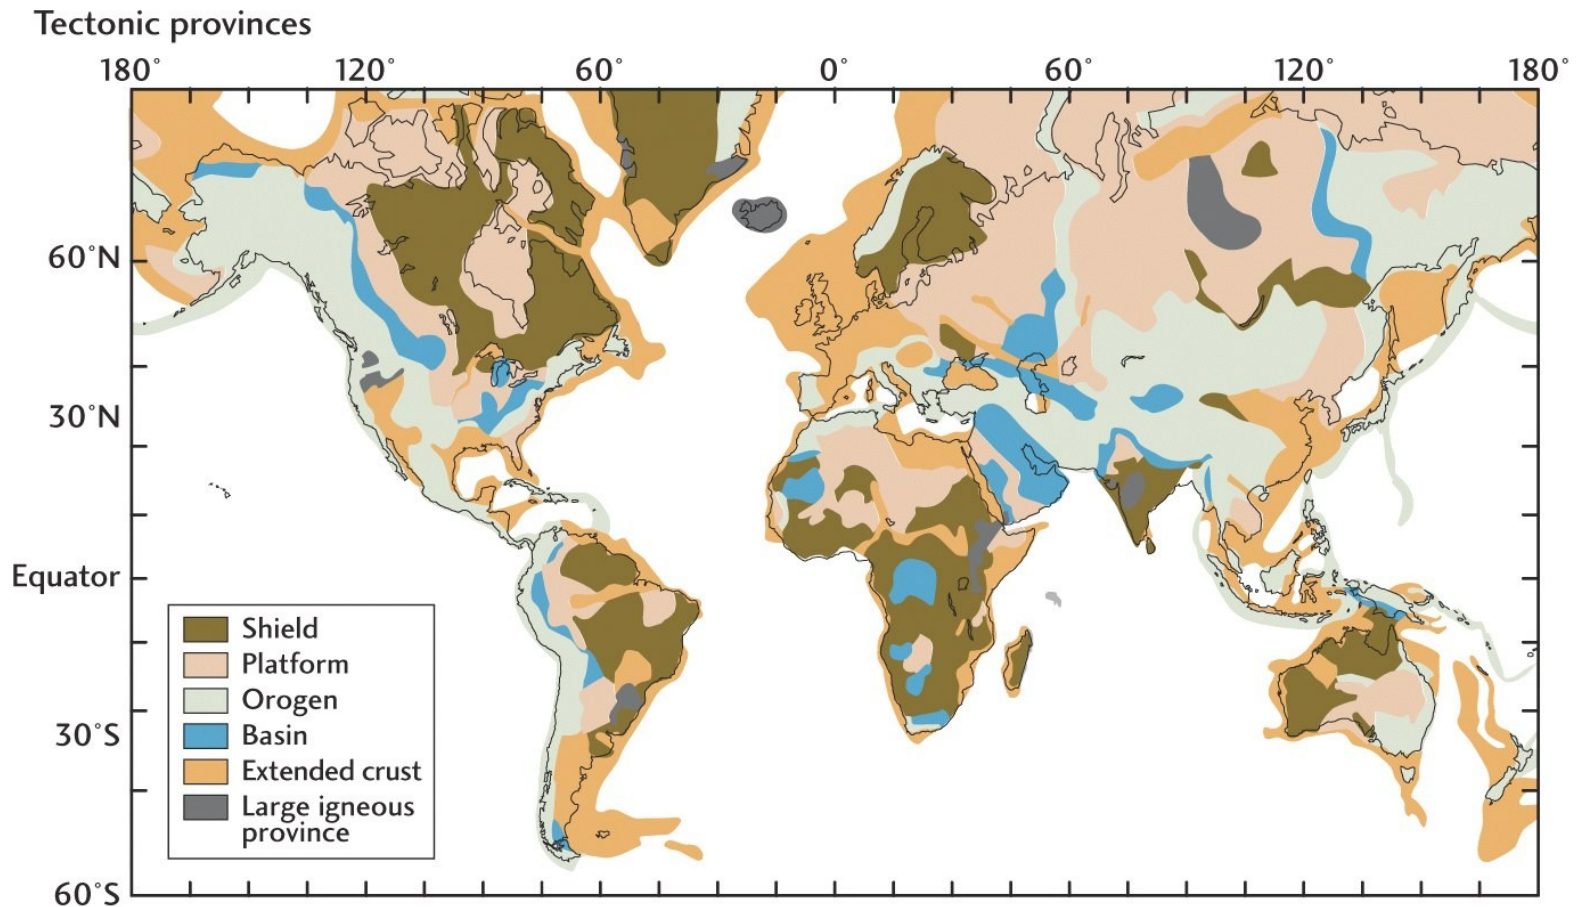 Tectonic provinces
180° 120° 60° 0° 60° 120° 180°
60°N
30°N
Equator
30°S
60°S
Shield
Platform
Orogen
Basin
Extended crust
Large igneous
province